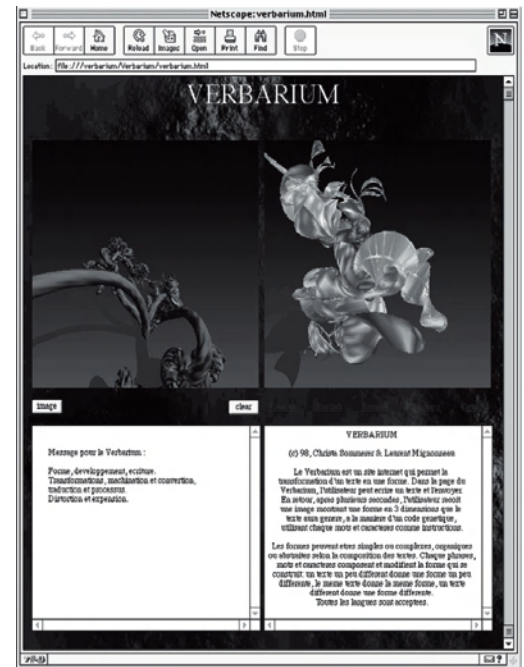 Netscape: verbarium.html
Back Forward Home Reload Images Open Print Find Stop
N
Location: file:///verbarium/Verbarium/verbarium.html
VERBARIUM
image
clear
Message pour le Verbarium :
Forme, developpement, ecriture.
Transformations, machination et convertion,
traduction et processus.
Distortion et expension.
VERBARIUM
(c) 98, Christa Sommerer & Laurent Mignonneau
Le Verbarium est un site internet qui permet la
transformation d'un texte en une forme. Dans la page du
Verbarium, l'utilisateur peut ecrire un texte et l'envoyer.
En retour, apres plusieurs secondes, l'utilisateur recoit
une image montrant une forme en 3 dimensions que le
texte aura genere, a la maniere d'un code genetique,
utilisant chaque mots et caracteres comme instructions.
Les formes peuvent etres simples ou complexes, organiques
ou abstraites selon la composition des textes. Chaque phrases,
mots et caracteres composent et modifient la forme qui se
construit. un texte un peu different donne une forme un peu
differente, le meme texte donne la meme forme, un texte
different donne une forme differente.
Toutes les langues sont acceptees.